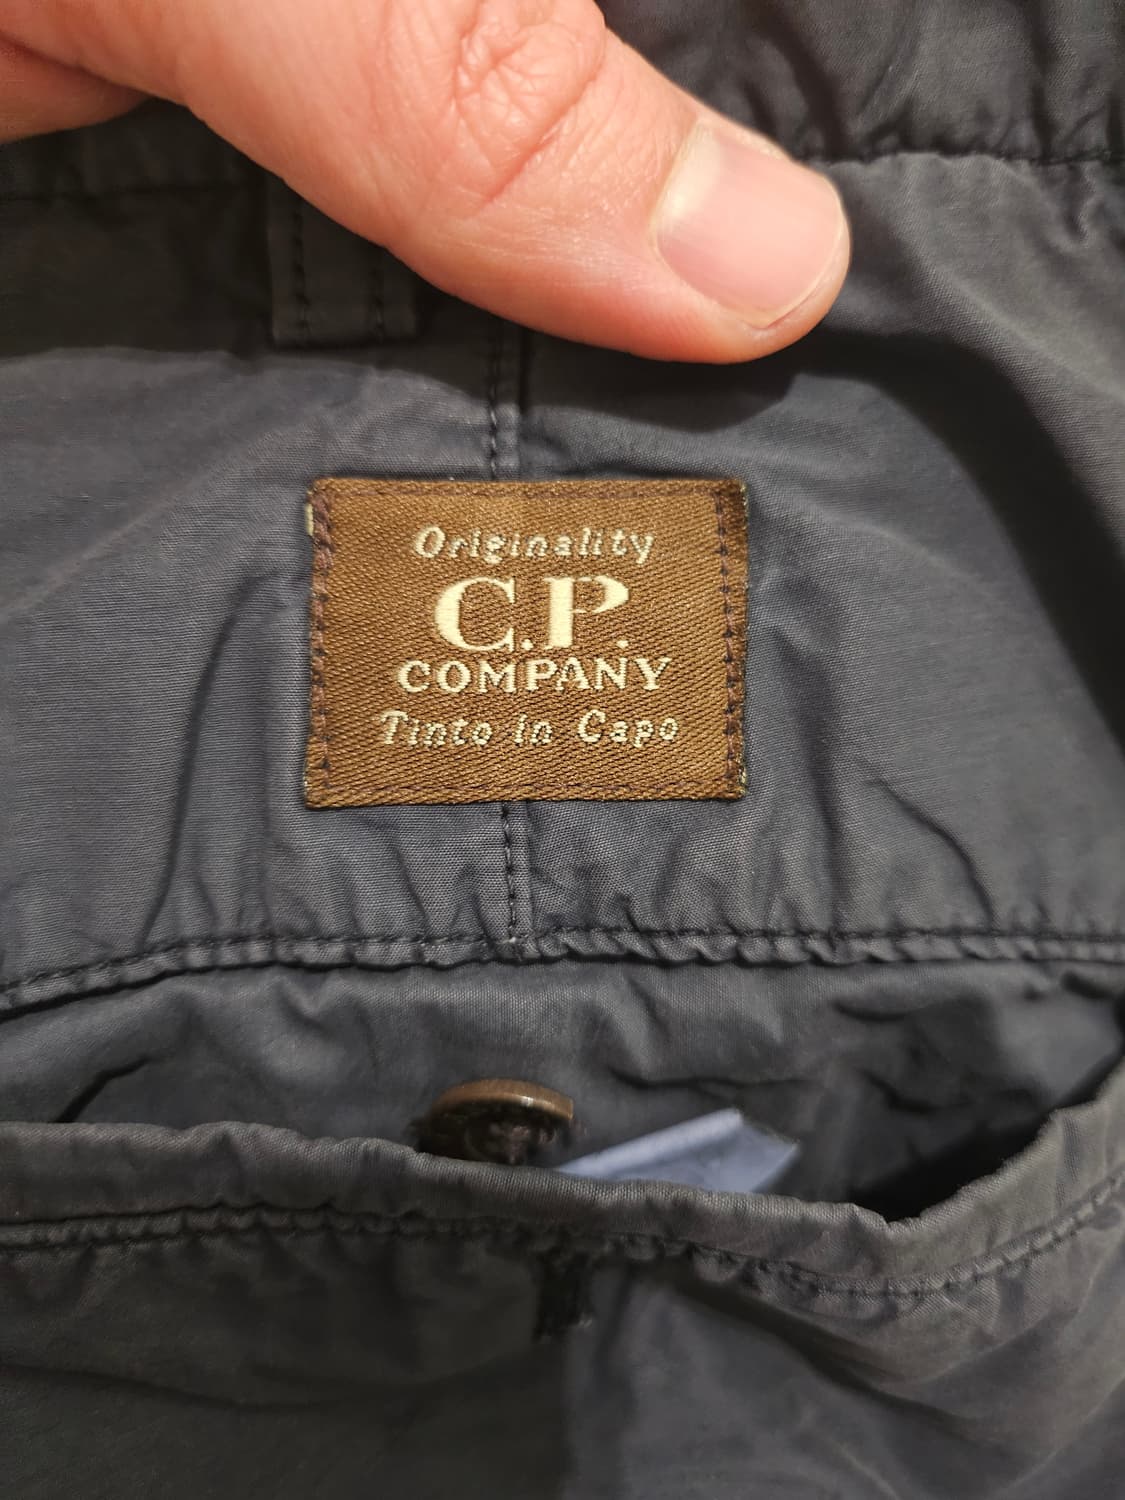 Originality
C.P.
COMPANY
Tinto in Capo